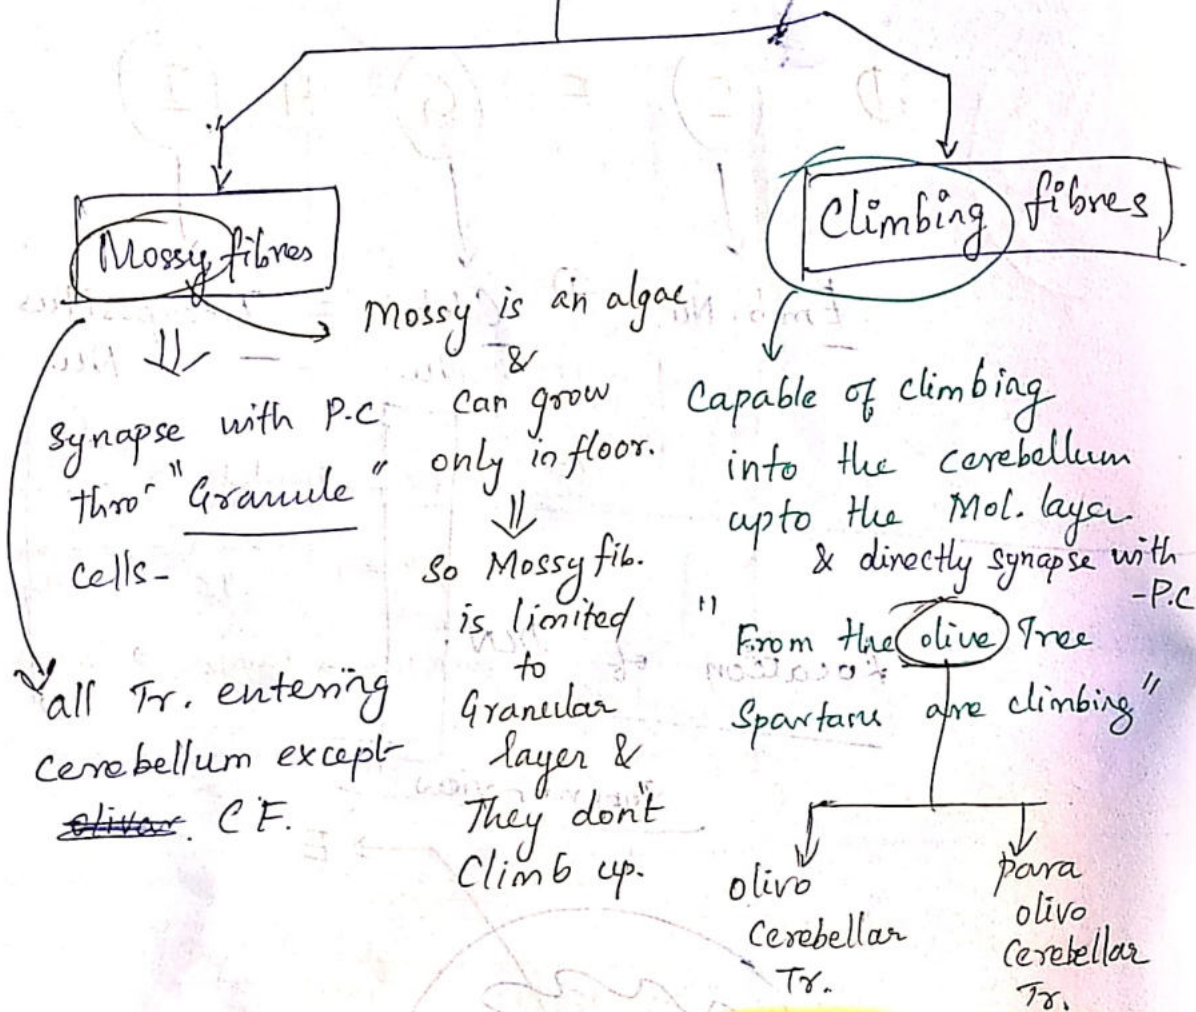 Mossy fibres
synapse with P.C
thro' "Granule"
cells-
all Tr. entering
cerebellum except
olivar. C F.
Mossy is an algae
&
can grow
only in floor.
so Mossy fib.
is limited
to
Granular
layer &
They don't
Climb up.
Climbing fibres
Capable of climbing
into the cerebellum
upto the Mol. layer
& directly synapse with
-P.C
"From the olive Tree
Spartans are climbing"
olivo
Cerebellar
Tr.
para
olivo
Cerebellar
Tr.